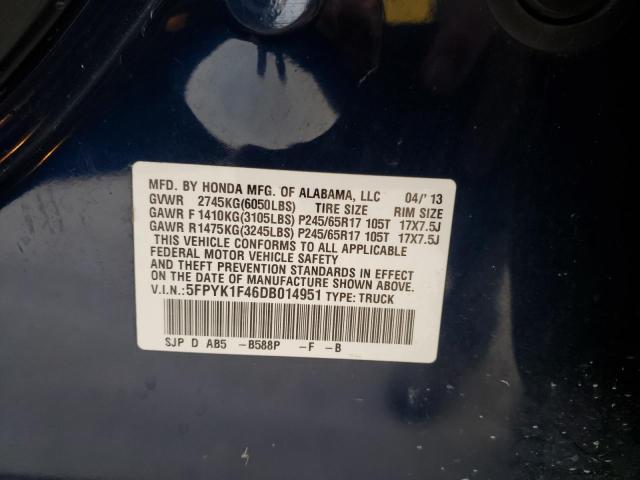 MFD. BY HONDA MFG. OF ALABAMA, LLC 04/'13
GVWR 2745KG(6050LBS) TIRE SIZE RIM SIZE
GAWR F 1410KG(3105LBS) P245/65R17 105T 17X7.5J
GAWR R1475KG(3245LBS) P245/65R17 105T 17X7.5J
THIS VEHICLE CONFORMS TO ALL APPLICABLE
FEDERAL MOTOR VEHICLE SAFETY
AND THEFT PREVENTION STANDARDS IN EFFECT
ON THE DATE OF MANUFACTURE SHOWN ABOVE.
V.I.N.:5FPYK1F46DB014951 TYPE: TRUCK
SJP D AB5 -B588P -F -B